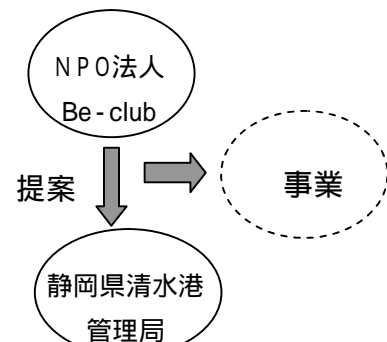 NPO法人
Be-club
提案
事業
静岡県清水港
管理局